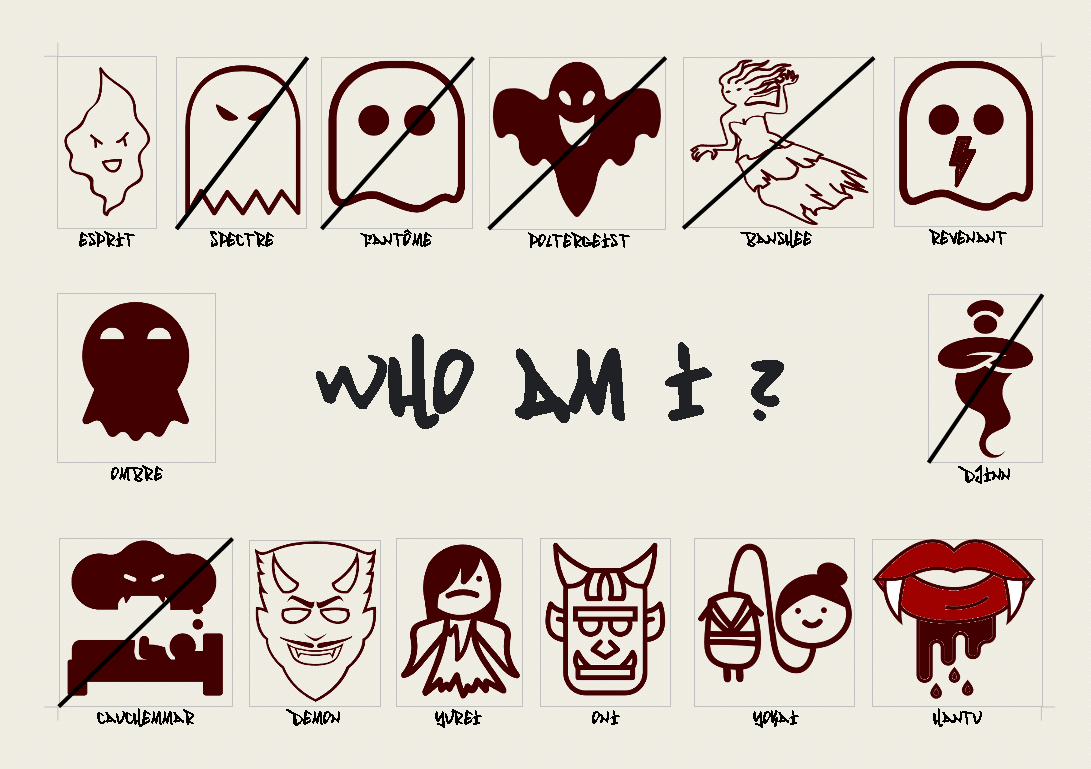 ESPRIT
SPECTRE
FANTÔME
POLTERGEIST
BANSHEE
REVENANT
WHO AM I ?
OMBRE
DJINN
CAUCHEMMAR
DEMON
YUREI
ONI
YOKAI
HANTU